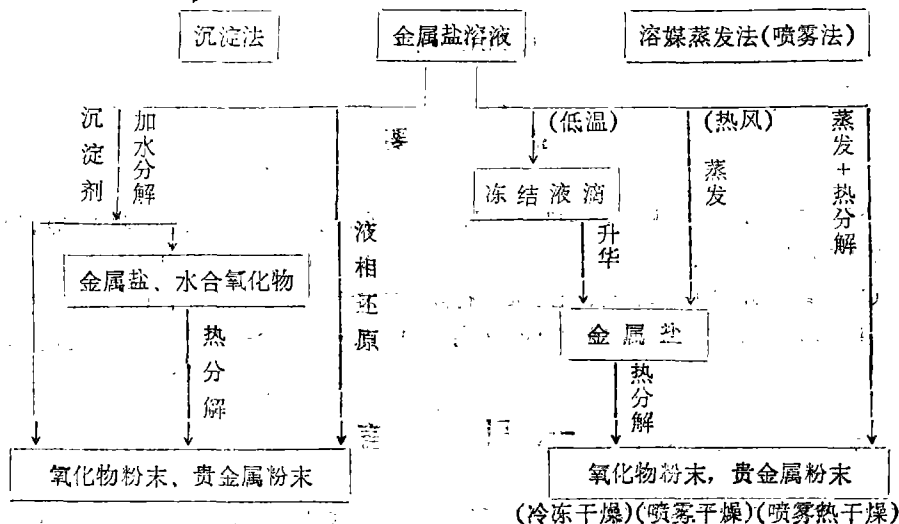 沉淀法 金属盐溶液 溶媒蒸发法(喷雾法)
沉淀剂
加水分解
(低温)
(热风)
蒸发
蒸发+热分解
冻结液滴
升华
液相还原
金属盐、水合氧化物
热分解
金属盐
热分解
氧化物粉末、贵金属粉末
氧化物粉末，贵金属粉末
(冷冻干燥)(喷雾干燥)(喷雾热干燥)